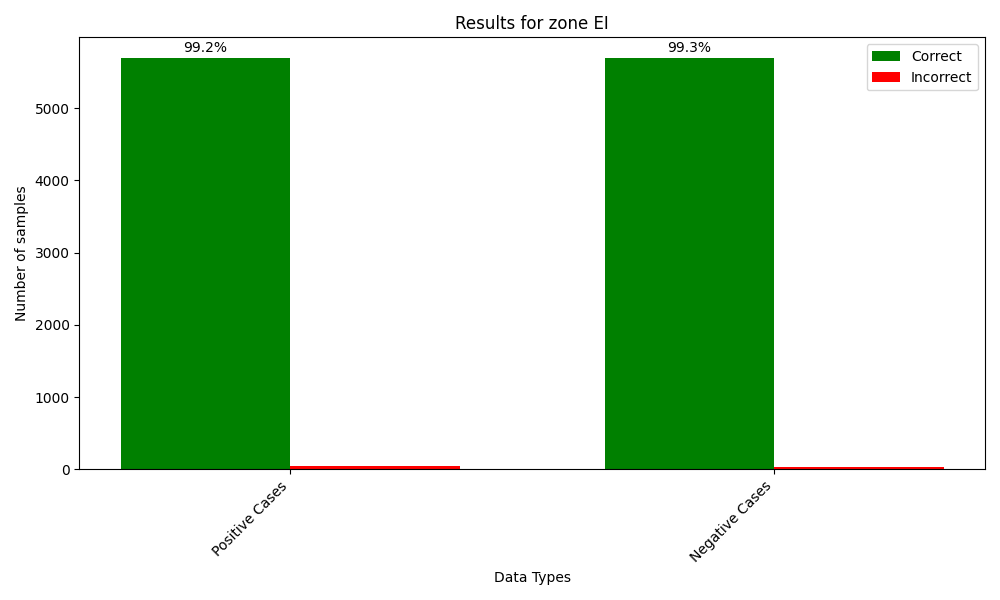 Results for zone EI
99.2%
99.3%
Correct
Incorrect
Number of samples
5000
4000
3000
2000
1000
0
Positive Cases
Negative Cases
Data Types